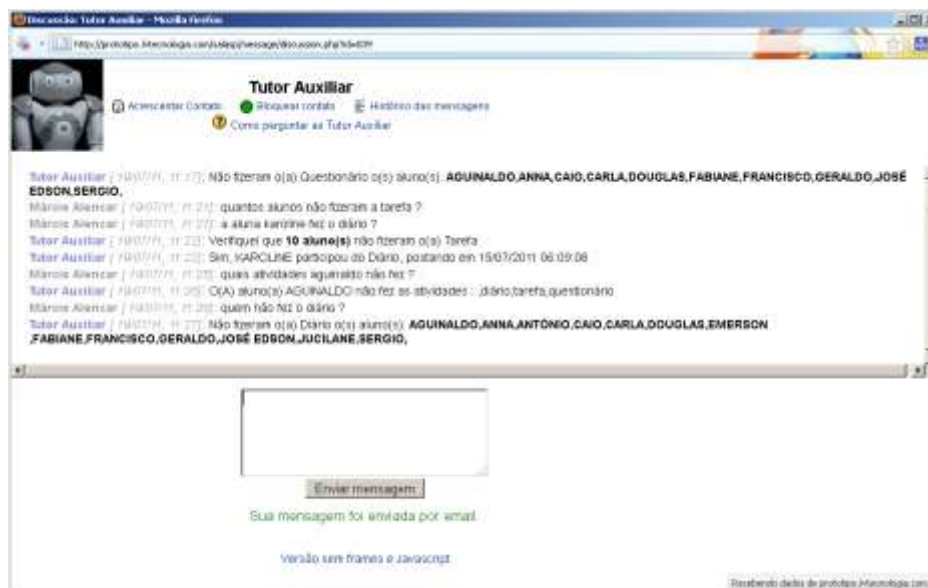 Discussão: Tutor Auxiliar - Mozilla Firefox
Tutor Auxiliar
Acrescentar Contato Bloquear contato Histórico das mensagens
Como perguntar ao Tutor Auxiliar
Tutor Auxiliar Não fizeram o(a) Questionário o(s) aluno(s): AGUINALDO,ANNA,CAIO,CARLA,DOUGLAS,FABIANE,FRANCISCO,GERALDO,JOSÉ
EDSON,SERGIO,
Márcio Alencar quantos alunos não fizeram a tarefa ?
Márcio Alencar a aluna karoline fez o diário ?
Tutor Auxiliar Verifiquei que 10 aluno(s) não fizeram o(a) Tarefa
Tutor Auxiliar Sim, KAROLINE participou do Diário, postando em 15/07/2011 06:09:08
Márcio Alencar quais atividades aguinaldo não fez ?
Tutor Auxiliar O(A) aluno(a) AGUINALDO não fez as atividades : ,diário,tarefa,questionário
Márcio Alencar quem não fez o diário ?
Tutor Auxiliar Não fizeram o(a) Diário o(s) aluno(s): AGUINALDO,ANNA,ANTÔNIO,CAIO,CARLA,DOUGLAS,EMERSON
,FABIANE,FRANCISCO,GERALDO,JOSÉ EDSON,JUCILANE,SERGIO,
Enviar mensagem
Sua mensagem foi enviada por email
Versão sem frames e Javascript